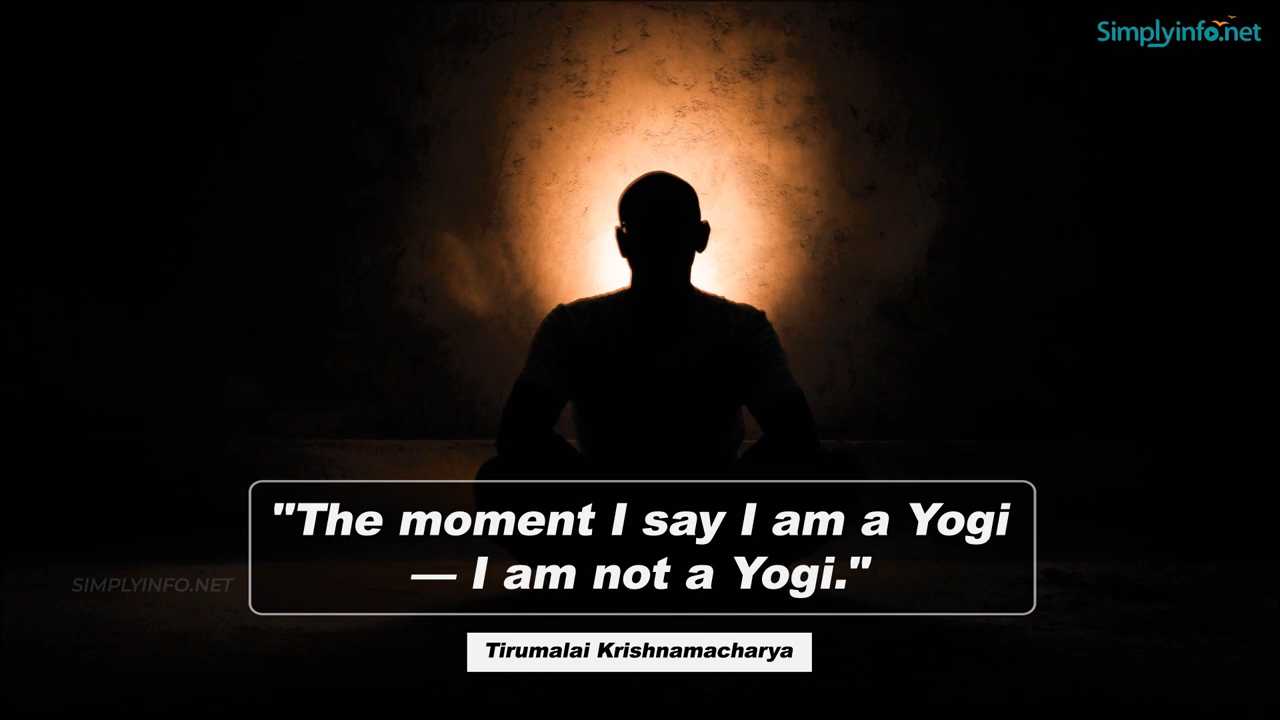 Simplyinfo.net
"The moment I say I am a Yogi
— I am not a Yogi."
SIMPLYINFO.NET
Tirumalai Krishnamacharya